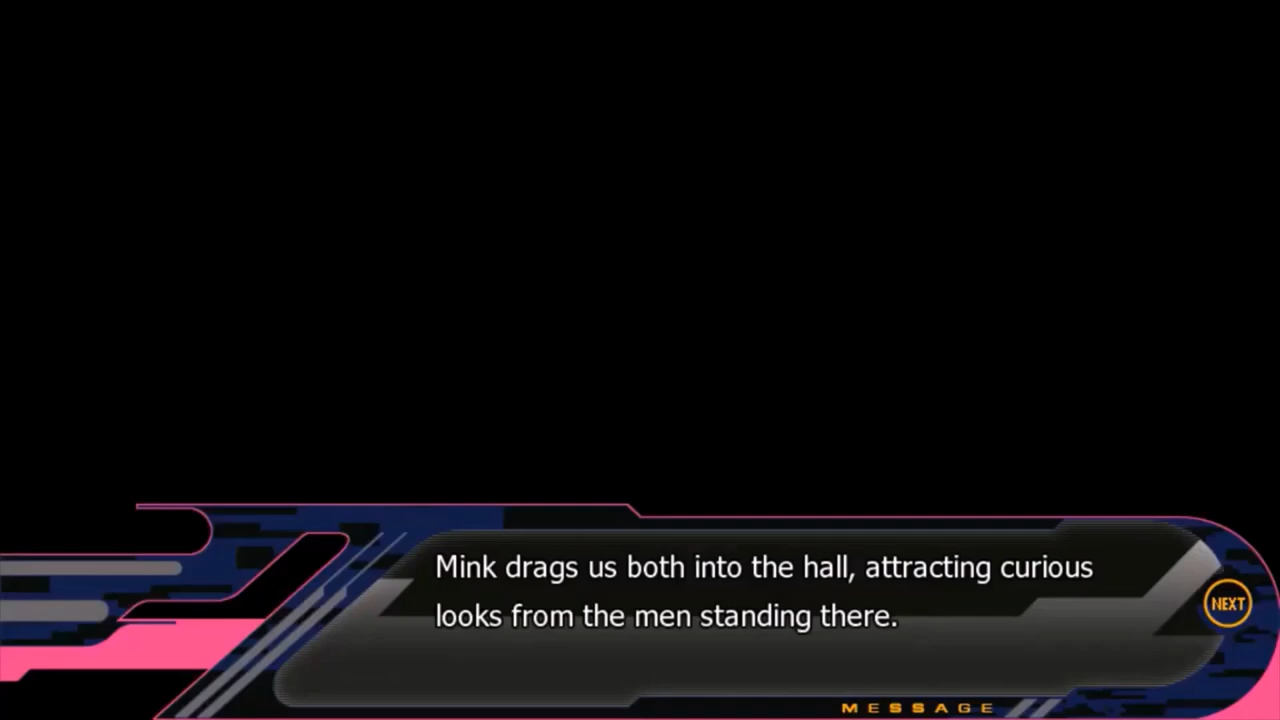 Mink drags us both into the hall, attracting curious
looks from the men standing there.
NEXT
MESSAGE